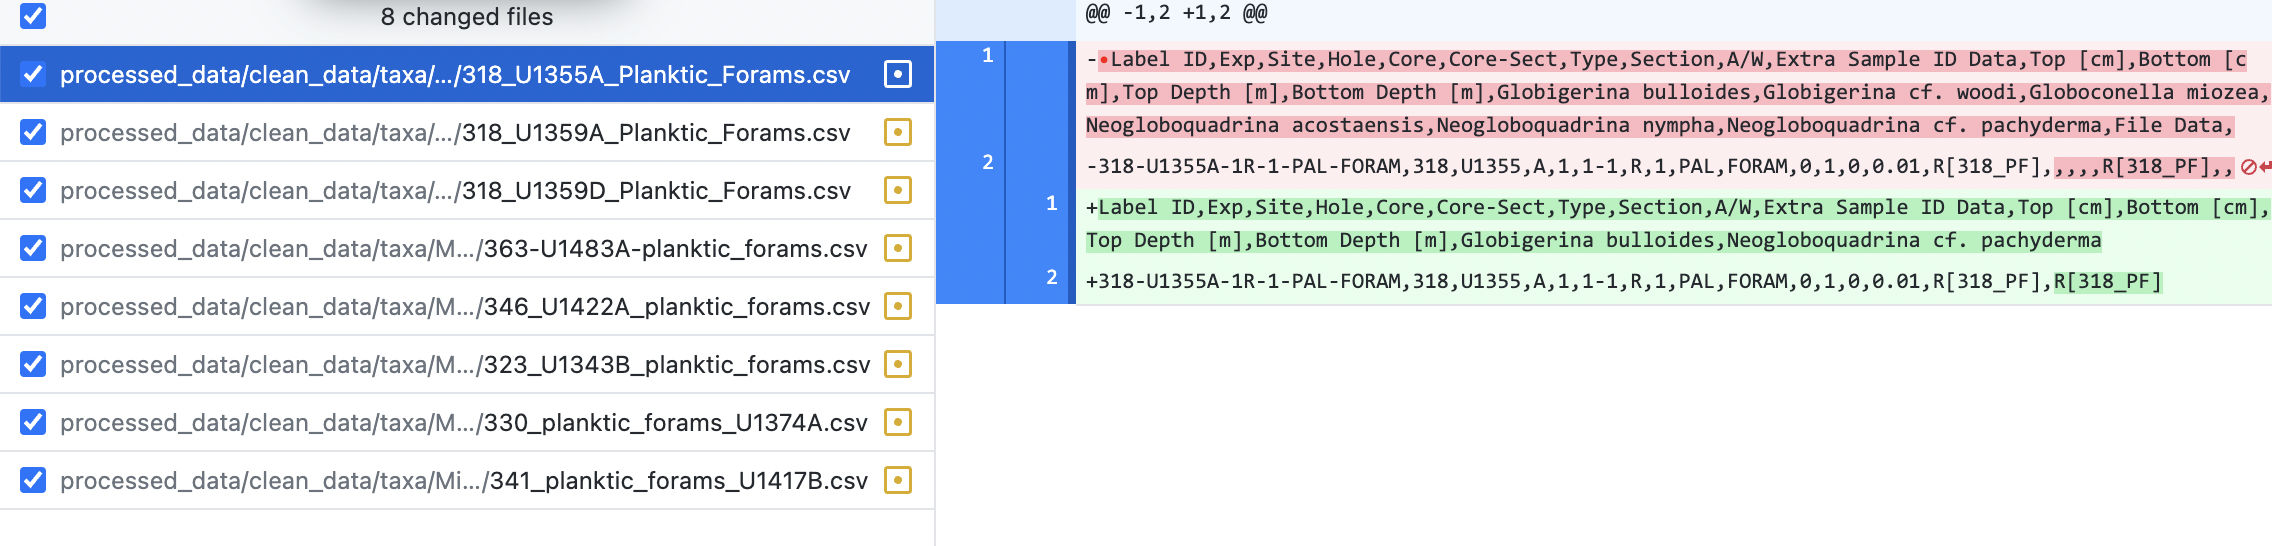 8 changed files
processed_data/clean_data/taxa/.../318_U1355A_Planktic_Forams.csv
processed_data/clean_data/taxa/.../318_U1359A_Planktic_Forams.csv
processed_data/clean_data/taxa/.../318_U1359D_Planktic_Forams.csv
processed_data/clean_data/taxa/M.../363-U1483A-planktic_forams.csv
processed_data/clean_data/taxa/M.../346_U1422A_planktic_forams.csv
processed_data/clean_data/taxa/M.../323_U1343B_planktic_forams.csv
processed_data/clean_data/taxa/M.../330_planktic_forams_U1374A.csv
processed_data/clean_data/taxa/Mi.../341_planktic_forams_U1417B.csv
@@ -1,2 +1,2 @@
1 -•Label ID,Exp,Site,Hole,Core,Core-Sect,Type,Section,A/W,Extra Sample ID Data,Top [cm],Bottom [c
m],Top Depth [m],Bottom Depth [m],Globigerina bulloides,Globigerina cf. woodi,Globoconella miozea,
Neogloboquadrina acostaensis,Neogloboquadrina nympha,Neogloboquadrina cf. pachyderma,File Data,
2 -318-U1355A-1R-1-PAL-FORAM,318,U1355,A,1,1-1,R,1,PAL,FORAM,0,1,0,0.01,R[318_PF],,,,,R[318_PF],,
1 +Label ID,Exp,Site,Hole,Core,Core-Sect,Type,Section,A/W,Extra Sample ID Data,Top [cm],Bottom [cm],
Top Depth [m],Bottom Depth [m],Globigerina bulloides,Neogloboquadrina cf. pachyderma
2 +318-U1355A-1R-1-PAL-FORAM,318,U1355,A,1,1-1,R,1,PAL,FORAM,0,1,0,0.01,R[318_PF],R[318_PF]